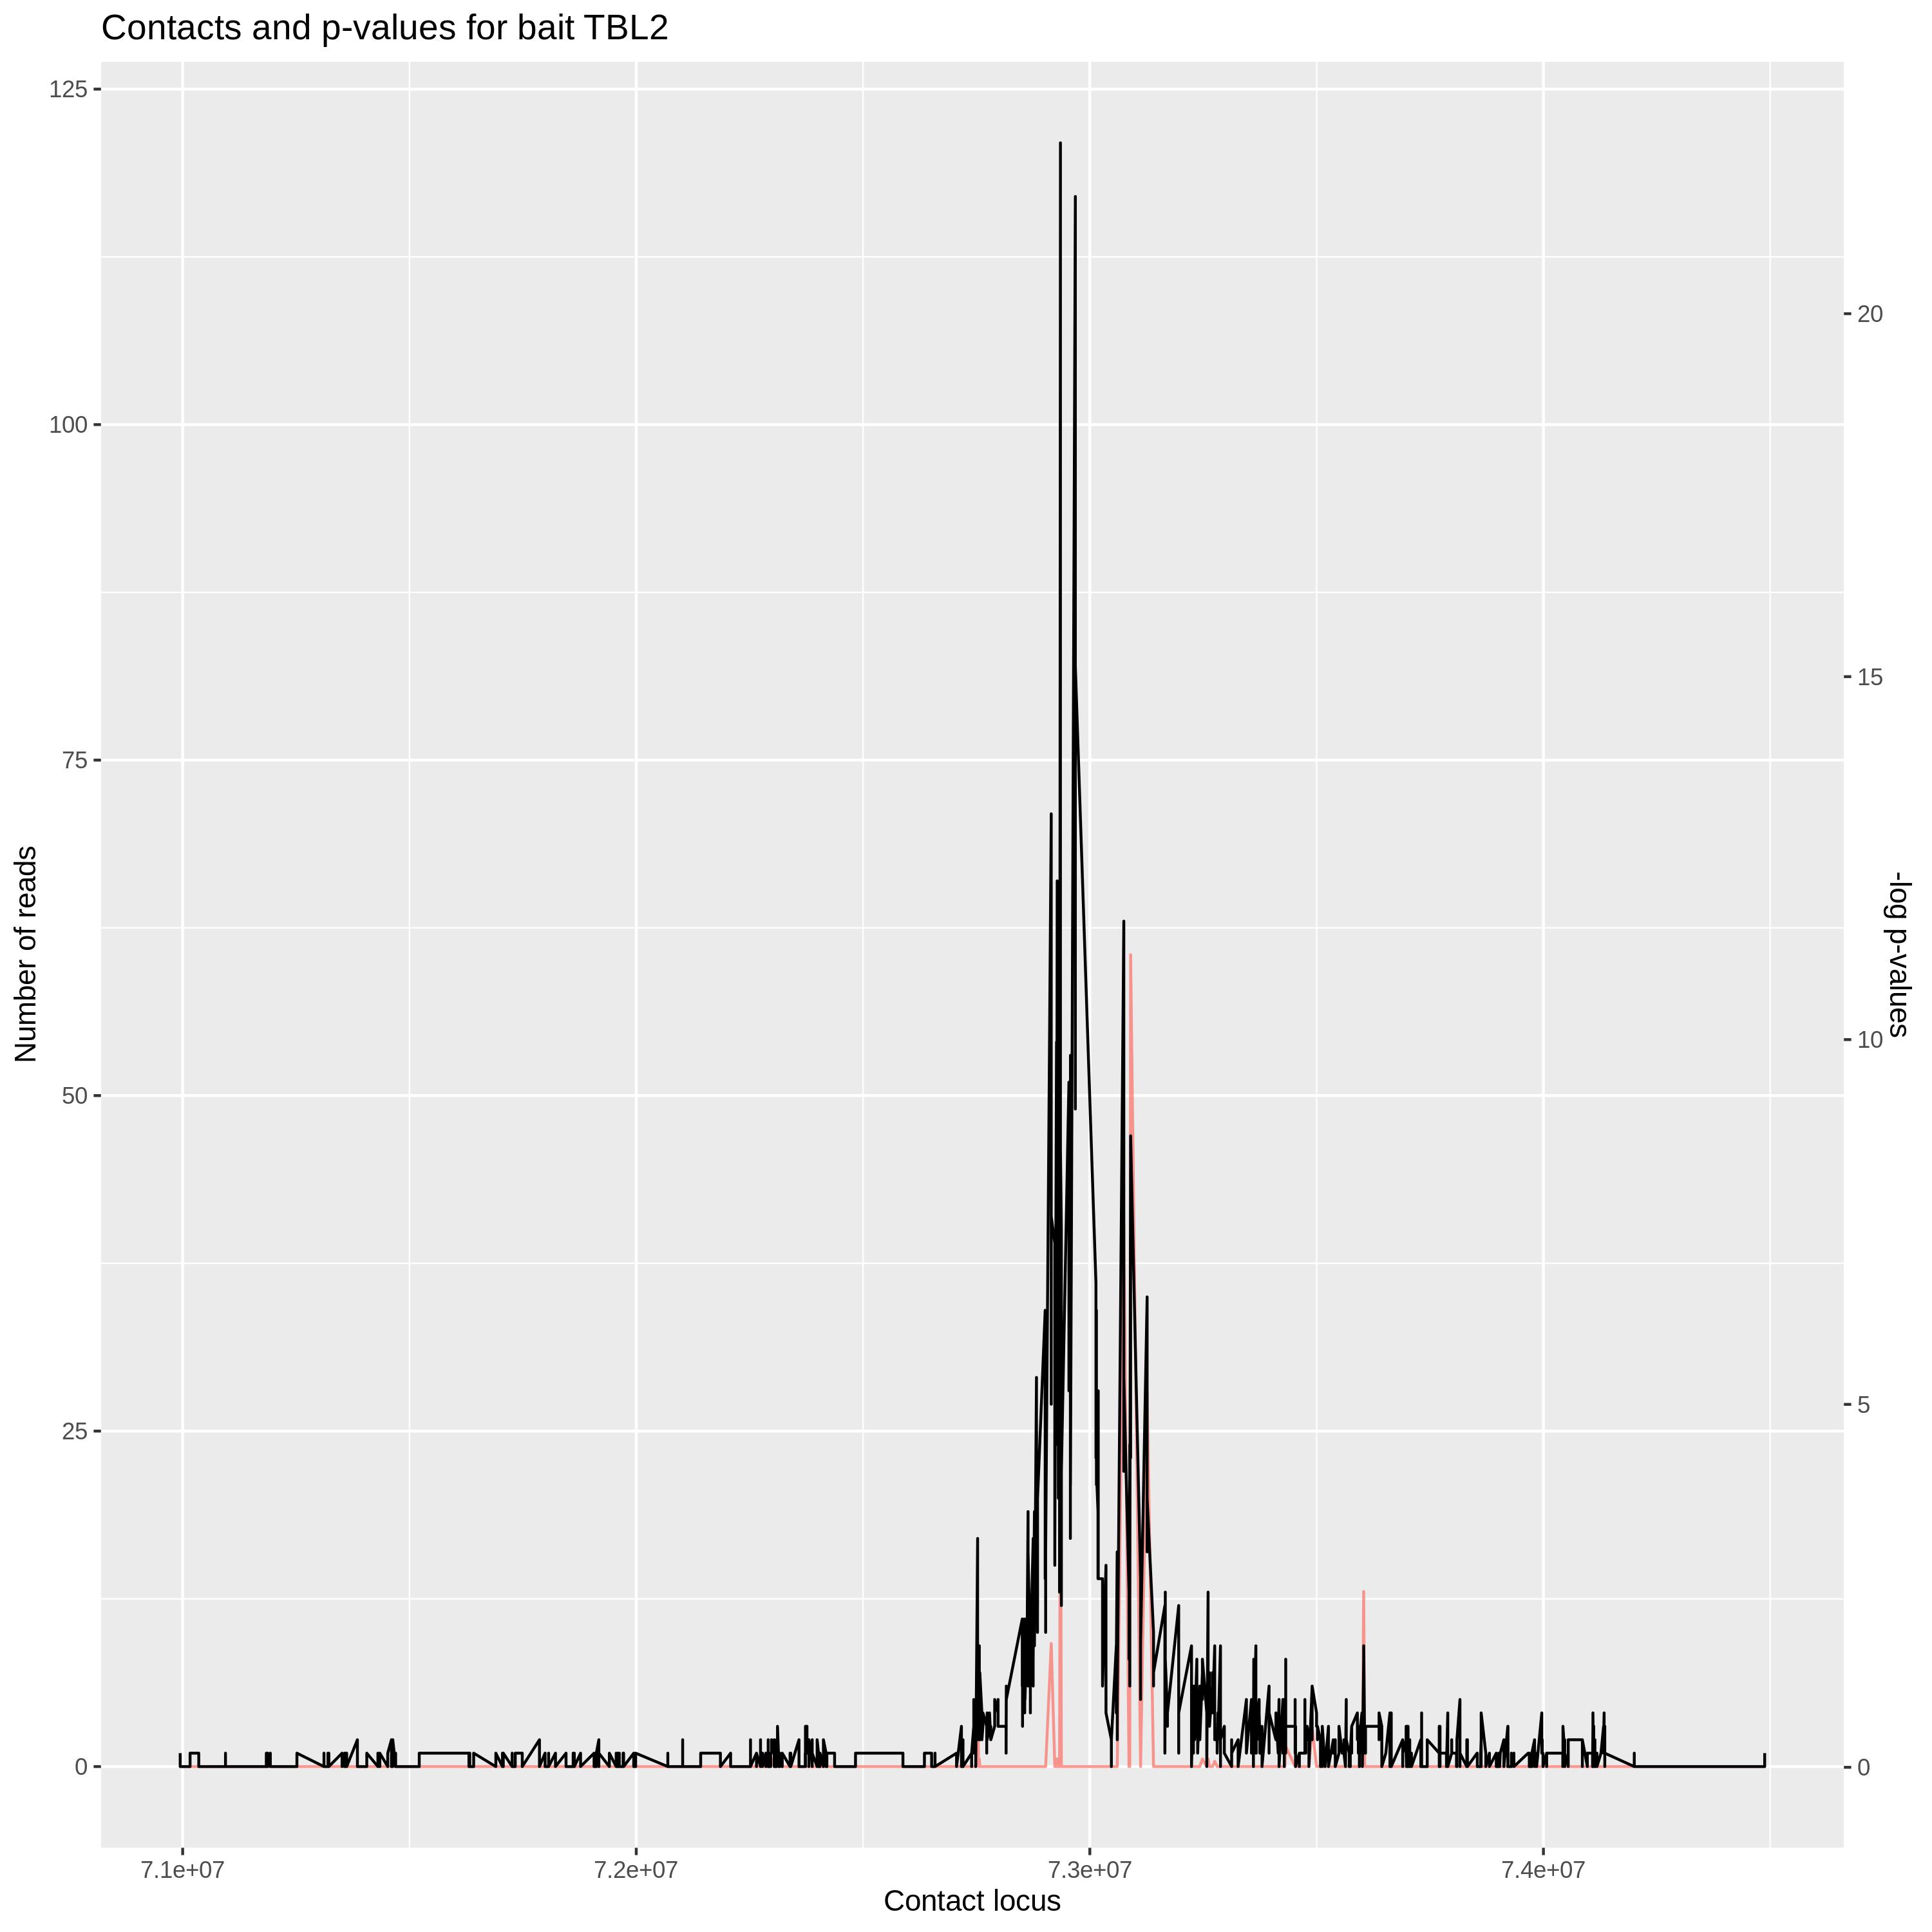 Contacts and p-values for bait TBL2
125
100
75
50
25
0
Number of reads
20
15
10
5
0
-log p-values
7.1e+07
7.2e+07
7.3e+07
7.4e+07
Contact locus